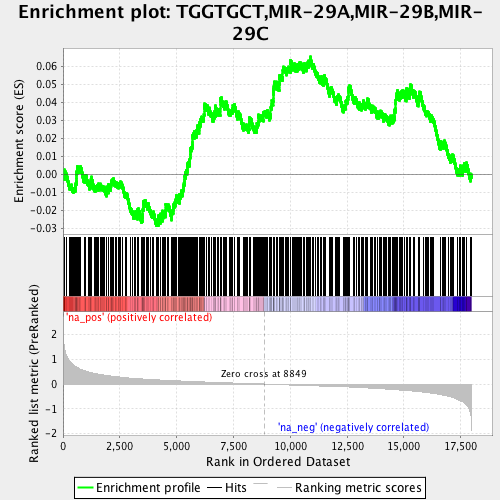 Enrichment plot: TGGTGCT,MIR-29A,MIR-29B,MIR-
29C
Enrichment score (ES)
0.06
0.05
0.04
0.03
0.02
0.01
0.00
-0.01
-0.02
-0.03
'na_pos' (positively correlated)
Ranked list metric (PreRanked)
2
1
0
-1
-2
Zero cross at 8849
'na_neg' (negatively correlated)
0
2,500
5,000
7,500
10,000
12,500
15,000
17,500
Rank in Ordered Dataset
Enrichment profile
Hits
Ranking metric scores